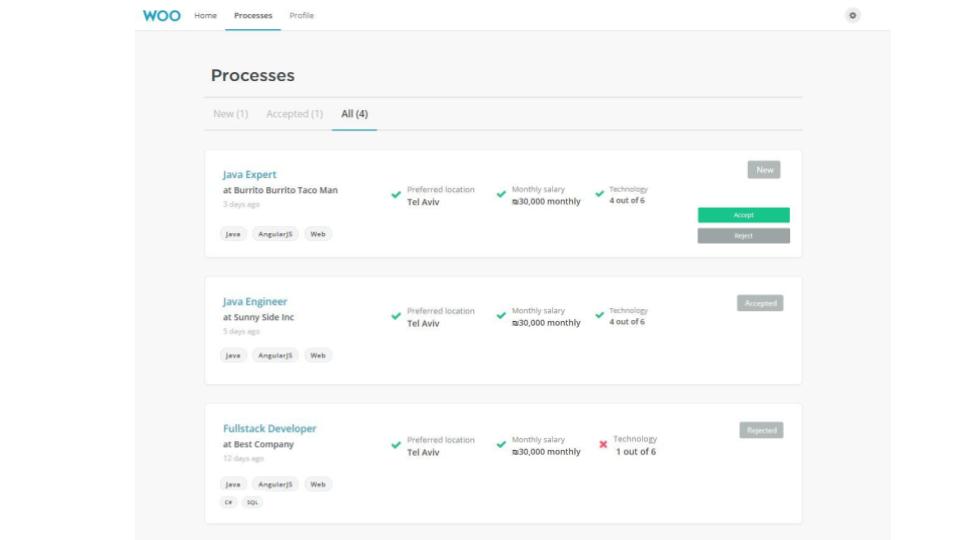 WOO Home Processes Profile
Processes
New (1) Accepted (1) All (4)
Java Expert
at Burrito Burrito Taco Man
3 days ago
Java AngularJS Web
Preferred location
Tel Aviv
Monthly salary
₪30,000 monthly
Technology
4 out of 6
New
Accept
Reject
Java Engineer
at Sunny Side Inc
5 days ago
Java AngularJS Web
Preferred location
Tel Aviv
Monthly salary
₪30,000 monthly
Technology
4 out of 6
Accepted
Fullstack Developer
at Best Company
12 days ago
Java AngularJS Web
C# SQL
Preferred location
Tel Aviv
Monthly salary
₪30,000 monthly
Technology
1 out of 6
Rejected